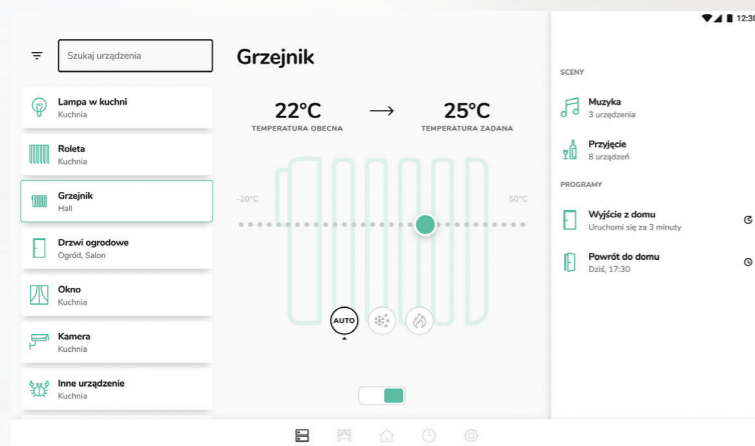 12:30
Szukaj urządzenia
Lampa w kuchni
Kuchnia
Roleta
Kuchnia
Grzejnik
Hall
Drzwi ogrodowe
Ogród, Salon
Okno
Kuchnia
Kamera
Kuchnia
Inne urządzenie
Kuchnia
Grzejnik
22°C
25°C
TEMPERATURA OBECNA
TEMPERATURA ZADANA
-20°C
50°C
AUTO
SCENY
Muzyka
3 urządzenia
Przyjęcie
8 urządzeń
PROGRAMY
Wyjście z domu
Uruchomi się za 3 minuty
Powrót do domu
Dziś, 17:30